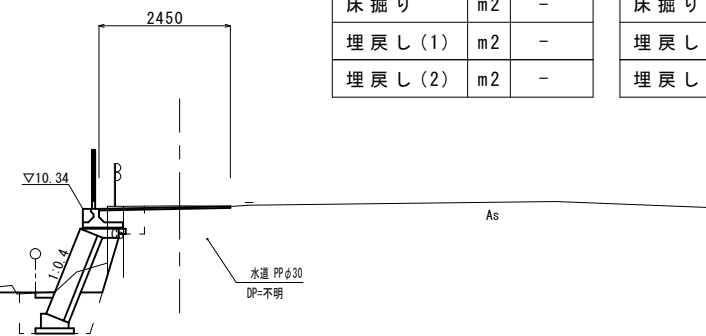 床掘り m2 - 床掘り
埋戻し(1) m2 - 埋戻し
埋戻し(2) m2 - 埋戻し
2450
▽10.34
As
1:0.4
水道 PPφ30
DP=不明